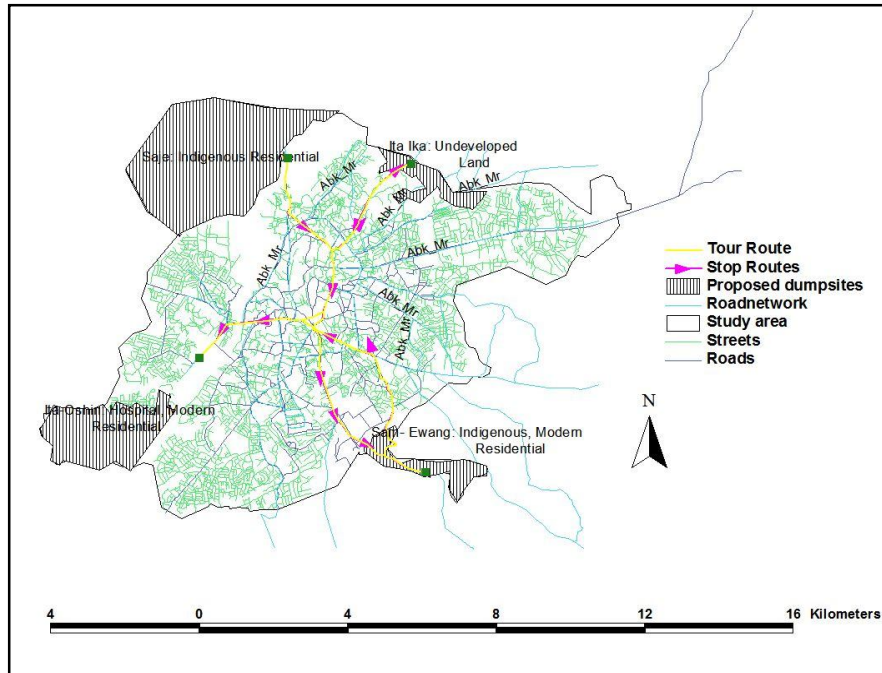 Saje: Indigenous Residential
Ita Ika: Undeveloped
Land
Abk_Mr
Abk_Mr
Abk_Mr
Abk_Mr
Abk_Mr
Abk_Mr
Abk_Mr
Ita-Oshin: Hospital, Modern
Residential
Sam- Ewang: Indigenous, Modern
Residential
Tour Route
Stop Routes
Proposed dumpsites
Roadnetwork
Study area
Streets
Roads
N
4 0 4 8 12 16 Kilometers